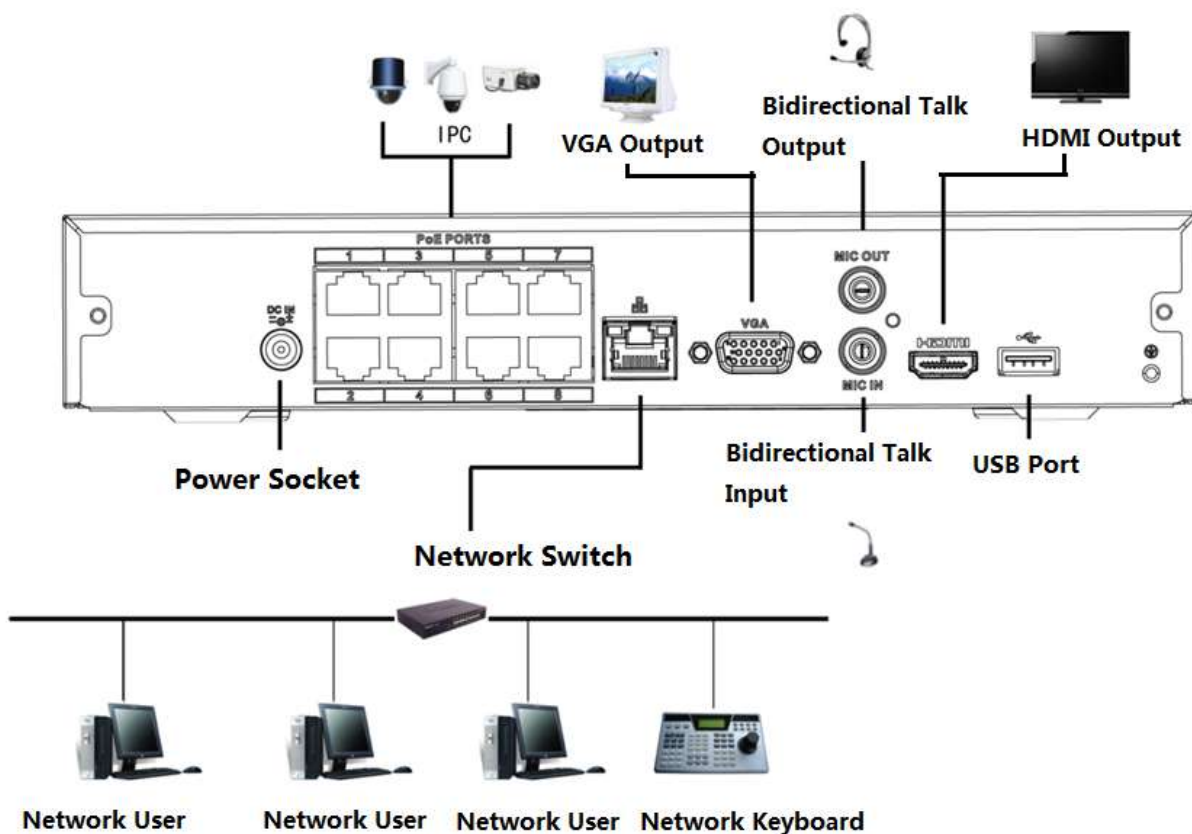 IPC
VGA Output
Bidirectional Talk
Output
HDMI Output
PoE PORTS
1 3 5 7
DC IN
VGA
MIC OUT
MIC IN
HDMI
2 4 6 8
Power Socket
Network Switch
Bidirectional Talk
Input
USB Port
Network User
Network User
Network User
Network Keyboard